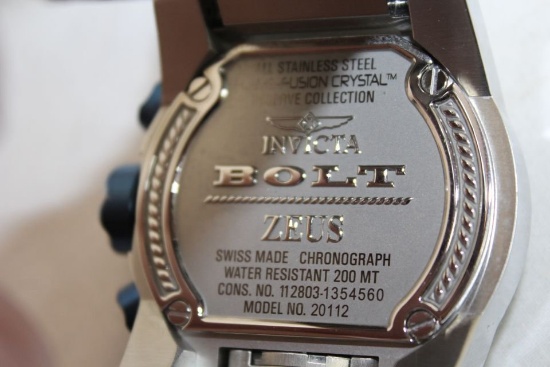 STAINLESS STEEL
FUSION CRYSTAL™
COLLECTION
INVICTA
BOLT
ZEUS
SWISS MADE CHRONOGRAPH
WATER RESISTANT 200 MT
CONS. NO. 112803-1354560
MODEL NO. 20112